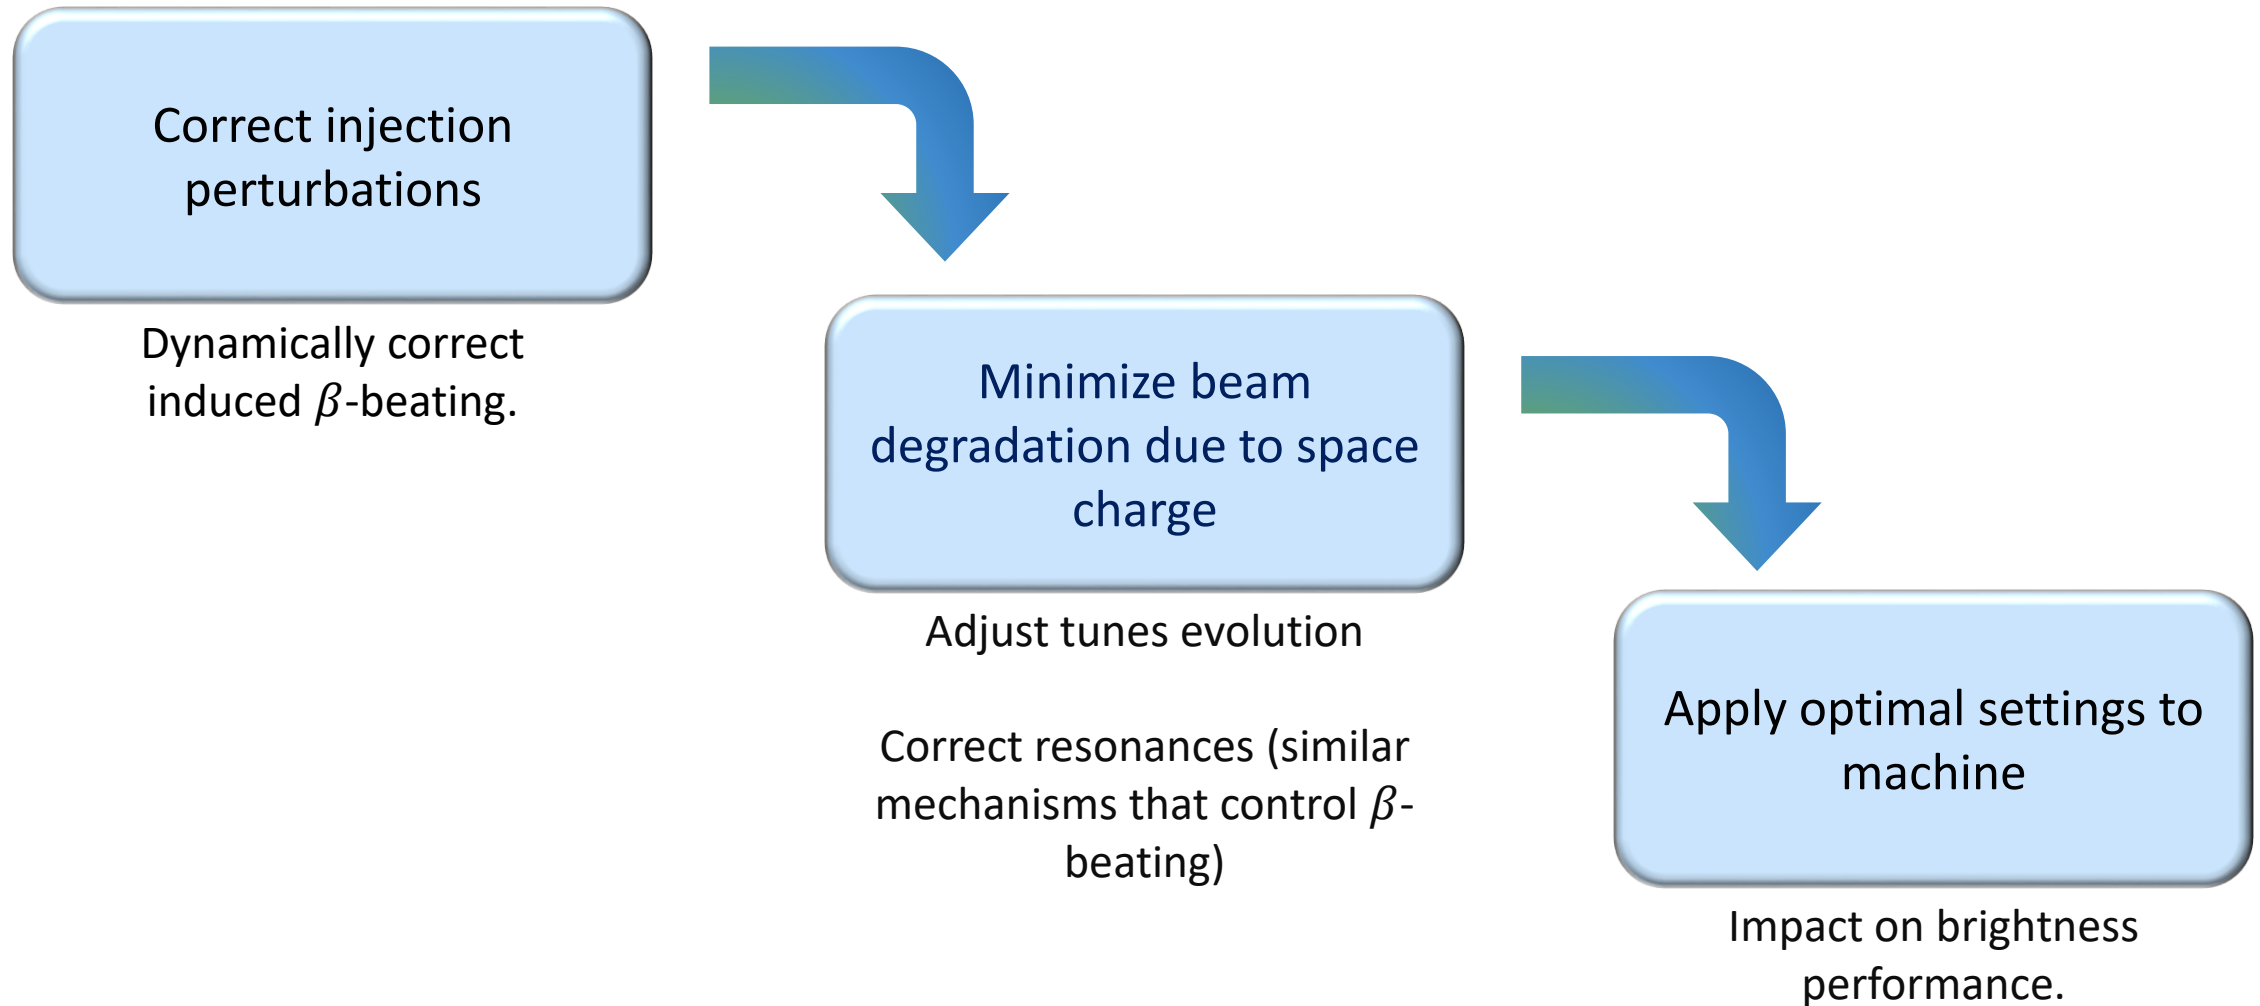 Correct injection
perturbations
Dynamically correct
induced β-beating.
Minimize beam
degradation due to space
charge
Adjust tunes evolution
Correct resonances (similar
mechanisms that control β-
beating)
Apply optimal settings to
machine
Impact on brightness
performance.